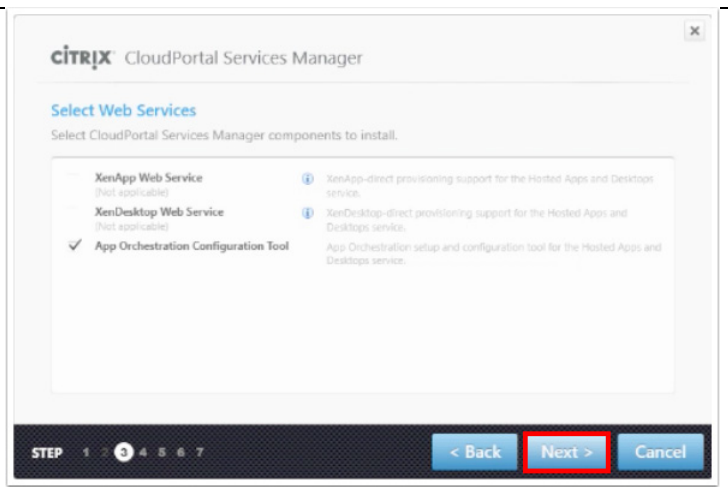 CITRIX CloudPortal Services Manager
Select Web Services
Select CloudPortal Services Manager components to install.
XenApp Web Service
(Not applicable)
XenApp-direct provisioning support for the Hosted Apps and Desktops
service.
XenDesktop Web Service
(Not applicable)
XenDesktop-direct provisioning support for the Hosted Apps and
Desktops service.
App Orchestration Configuration Tool
App Orchestration setup and configuration tool for the Hosted Apps and
Desktops service.
STEP 1 2 3 4 5 6 7
< Back
Next >
Cancel